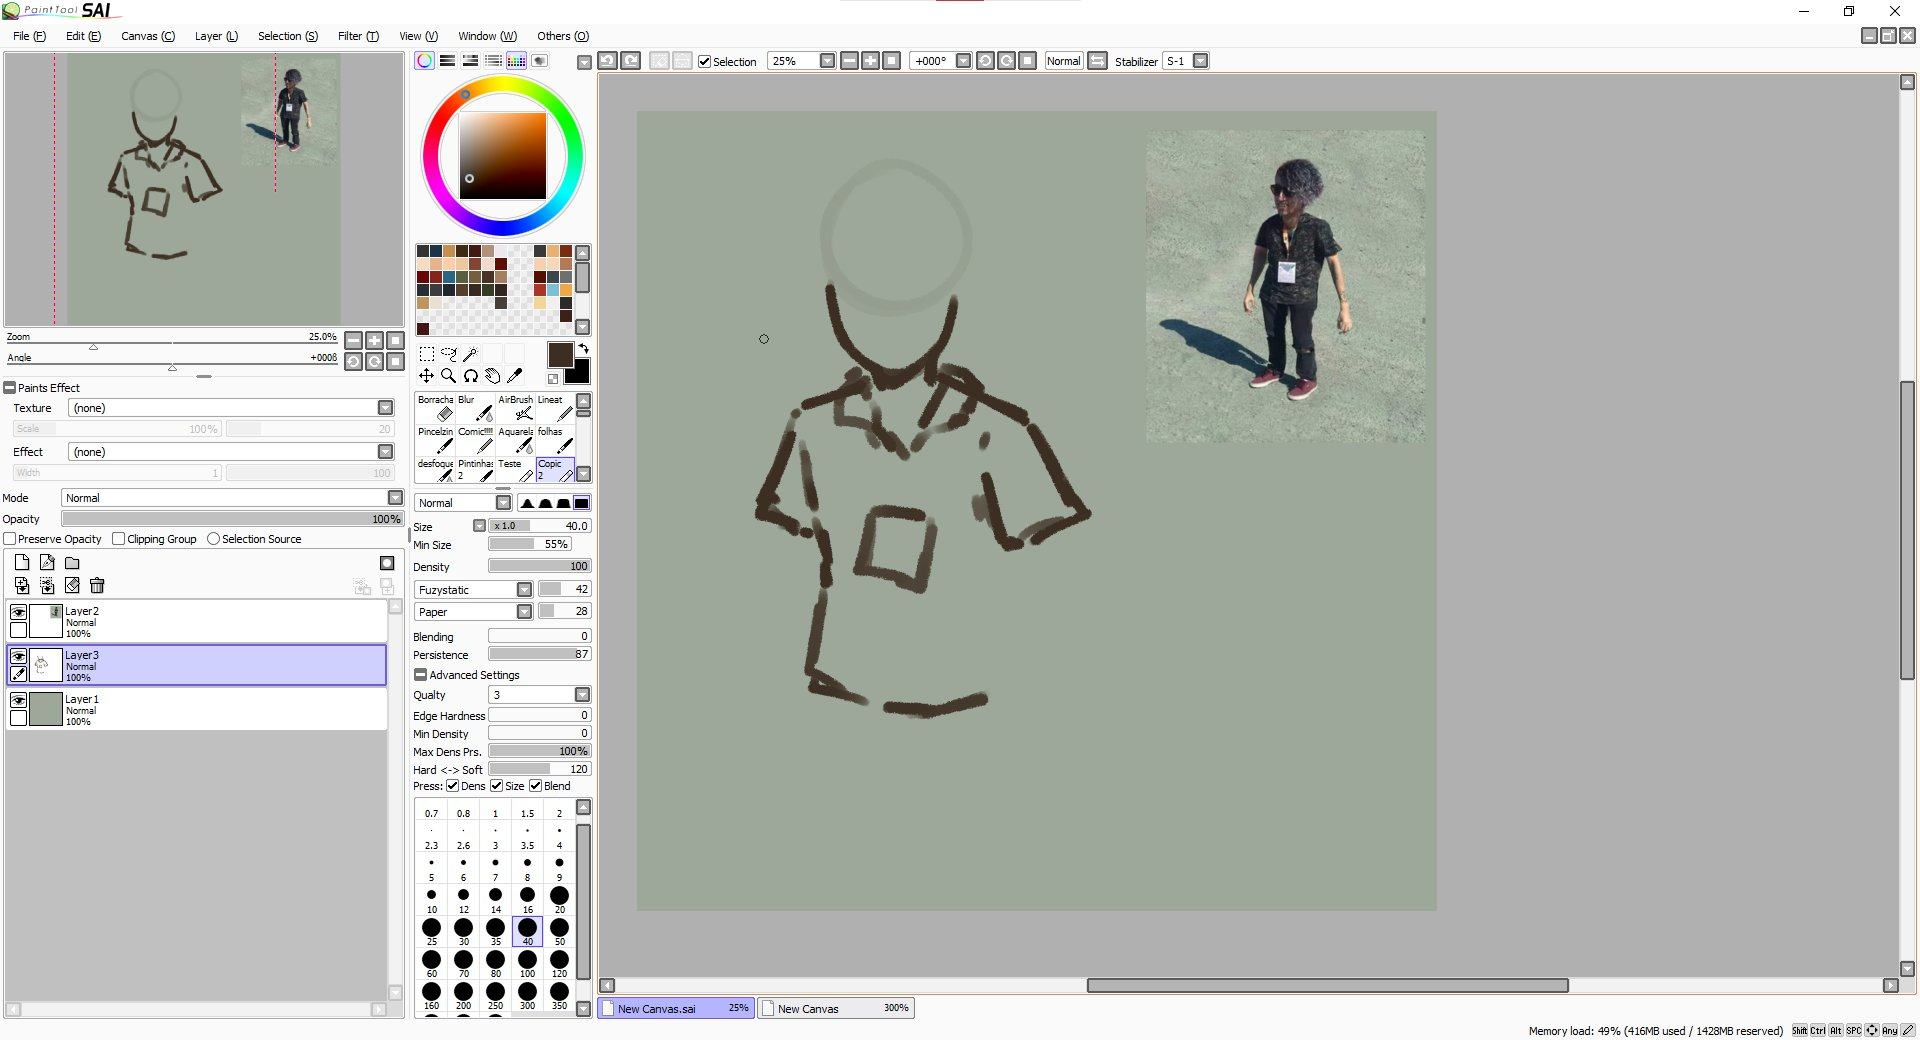 PaintTool SAI
File (F) Edit (E) Canvas (C) Layer (L) Selection (S) Filter (T) View (V) Window (W) Others (O)
Selection 25% +000° Normal Stabilizer S-1
Zoom 25.0%
Angle +000ß
Paints Effect
Texture (none)
Scale 100% 20
Effect (none)
Width 1 100
Mode Normal
Opacity 100%
Preserve Opacity Clipping Group Selection Source
Layer2
Normal
100%
Layer3
Normal
100%
Layer1
Normal
100%
Borracha Blur AirBrush Lineat
Pincelzin Comic!!!! Aquarela folhas
desfoque Pintinhas Teste Copic
2 2
Normal
Size x 1.0 40.0
Min Size 55%
Density 100
Fuzystatic 42
Paper 28
Blending 0
Persistence 87
Advanced Settings
Qualty 3
Edge Hardness 0
Min Density 0
Max Dens Prs. 100%
Hard <-> Soft 120
Press: Dens Size Blend
0.7 0.8 1 1.5 2
2.3 2.6 3 3.5 4
5 6 7 8 9
10 12 14 16 20
25 30 35 40 50
60 70 80 100 120
160 200 250 300 350
New Canvas.sai 25% New Canvas 300%
Memory load: 49% (416MB used / 1428MB reserved) Shift Ctrl Alt SPC Any